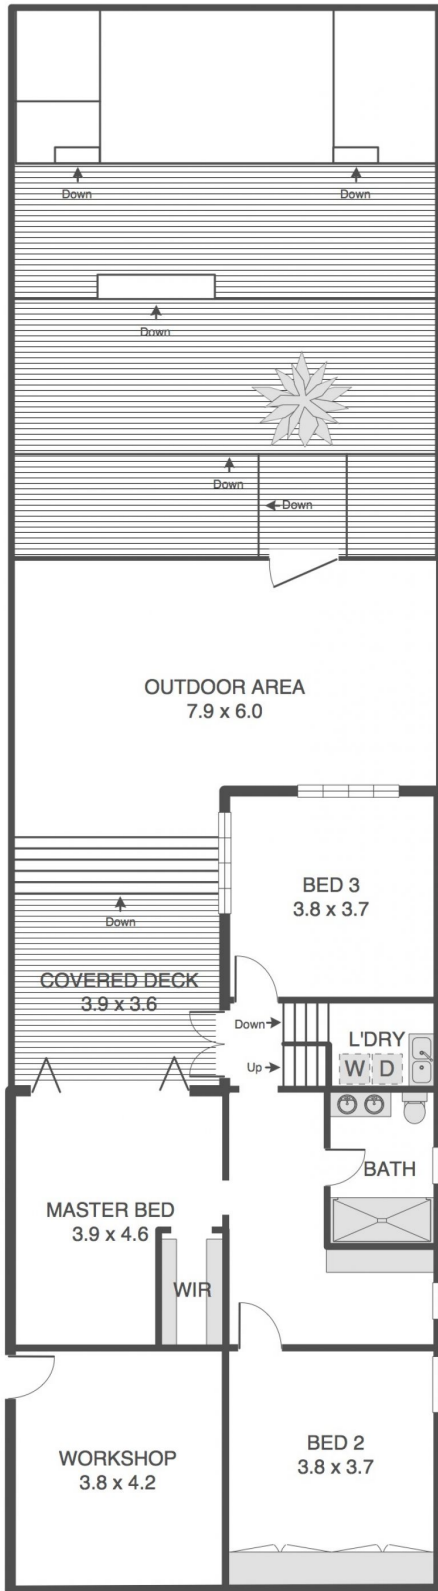 Down
Down
Down
Down
Down
OUTDOOR AREA
7.9 x 6.0
BED 3
3.8 x 3.7
Down
COVERED DECK
3.9 x 3.6
Down
Up
L'DRY
W D
BATH
MASTER BED
3.9 x 4.6
WIR
WORKSHOP
3.8 x 4.2
BED 2
3.8 x 3.7